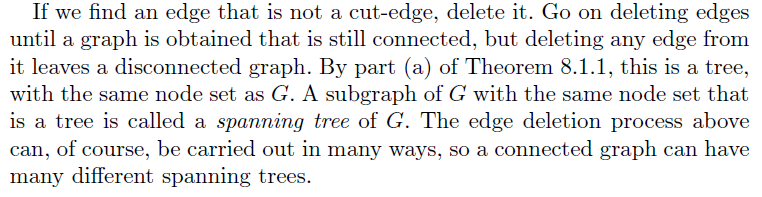 If we find an edge that is not a cut-edge, delete it. Go on deleting edges
until a graph is obtained that is still connected, but deleting any edge from
it leaves a disconnected graph. By part (a) of Theorem 8.1.1, this is a tree,
with the same node set as G. A subgraph of G with the same node set that
is a tree is called a spanning tree of G. The edge deletion process above
can, of course, be carried out in many ways, so a connected graph can have
many different spanning trees.